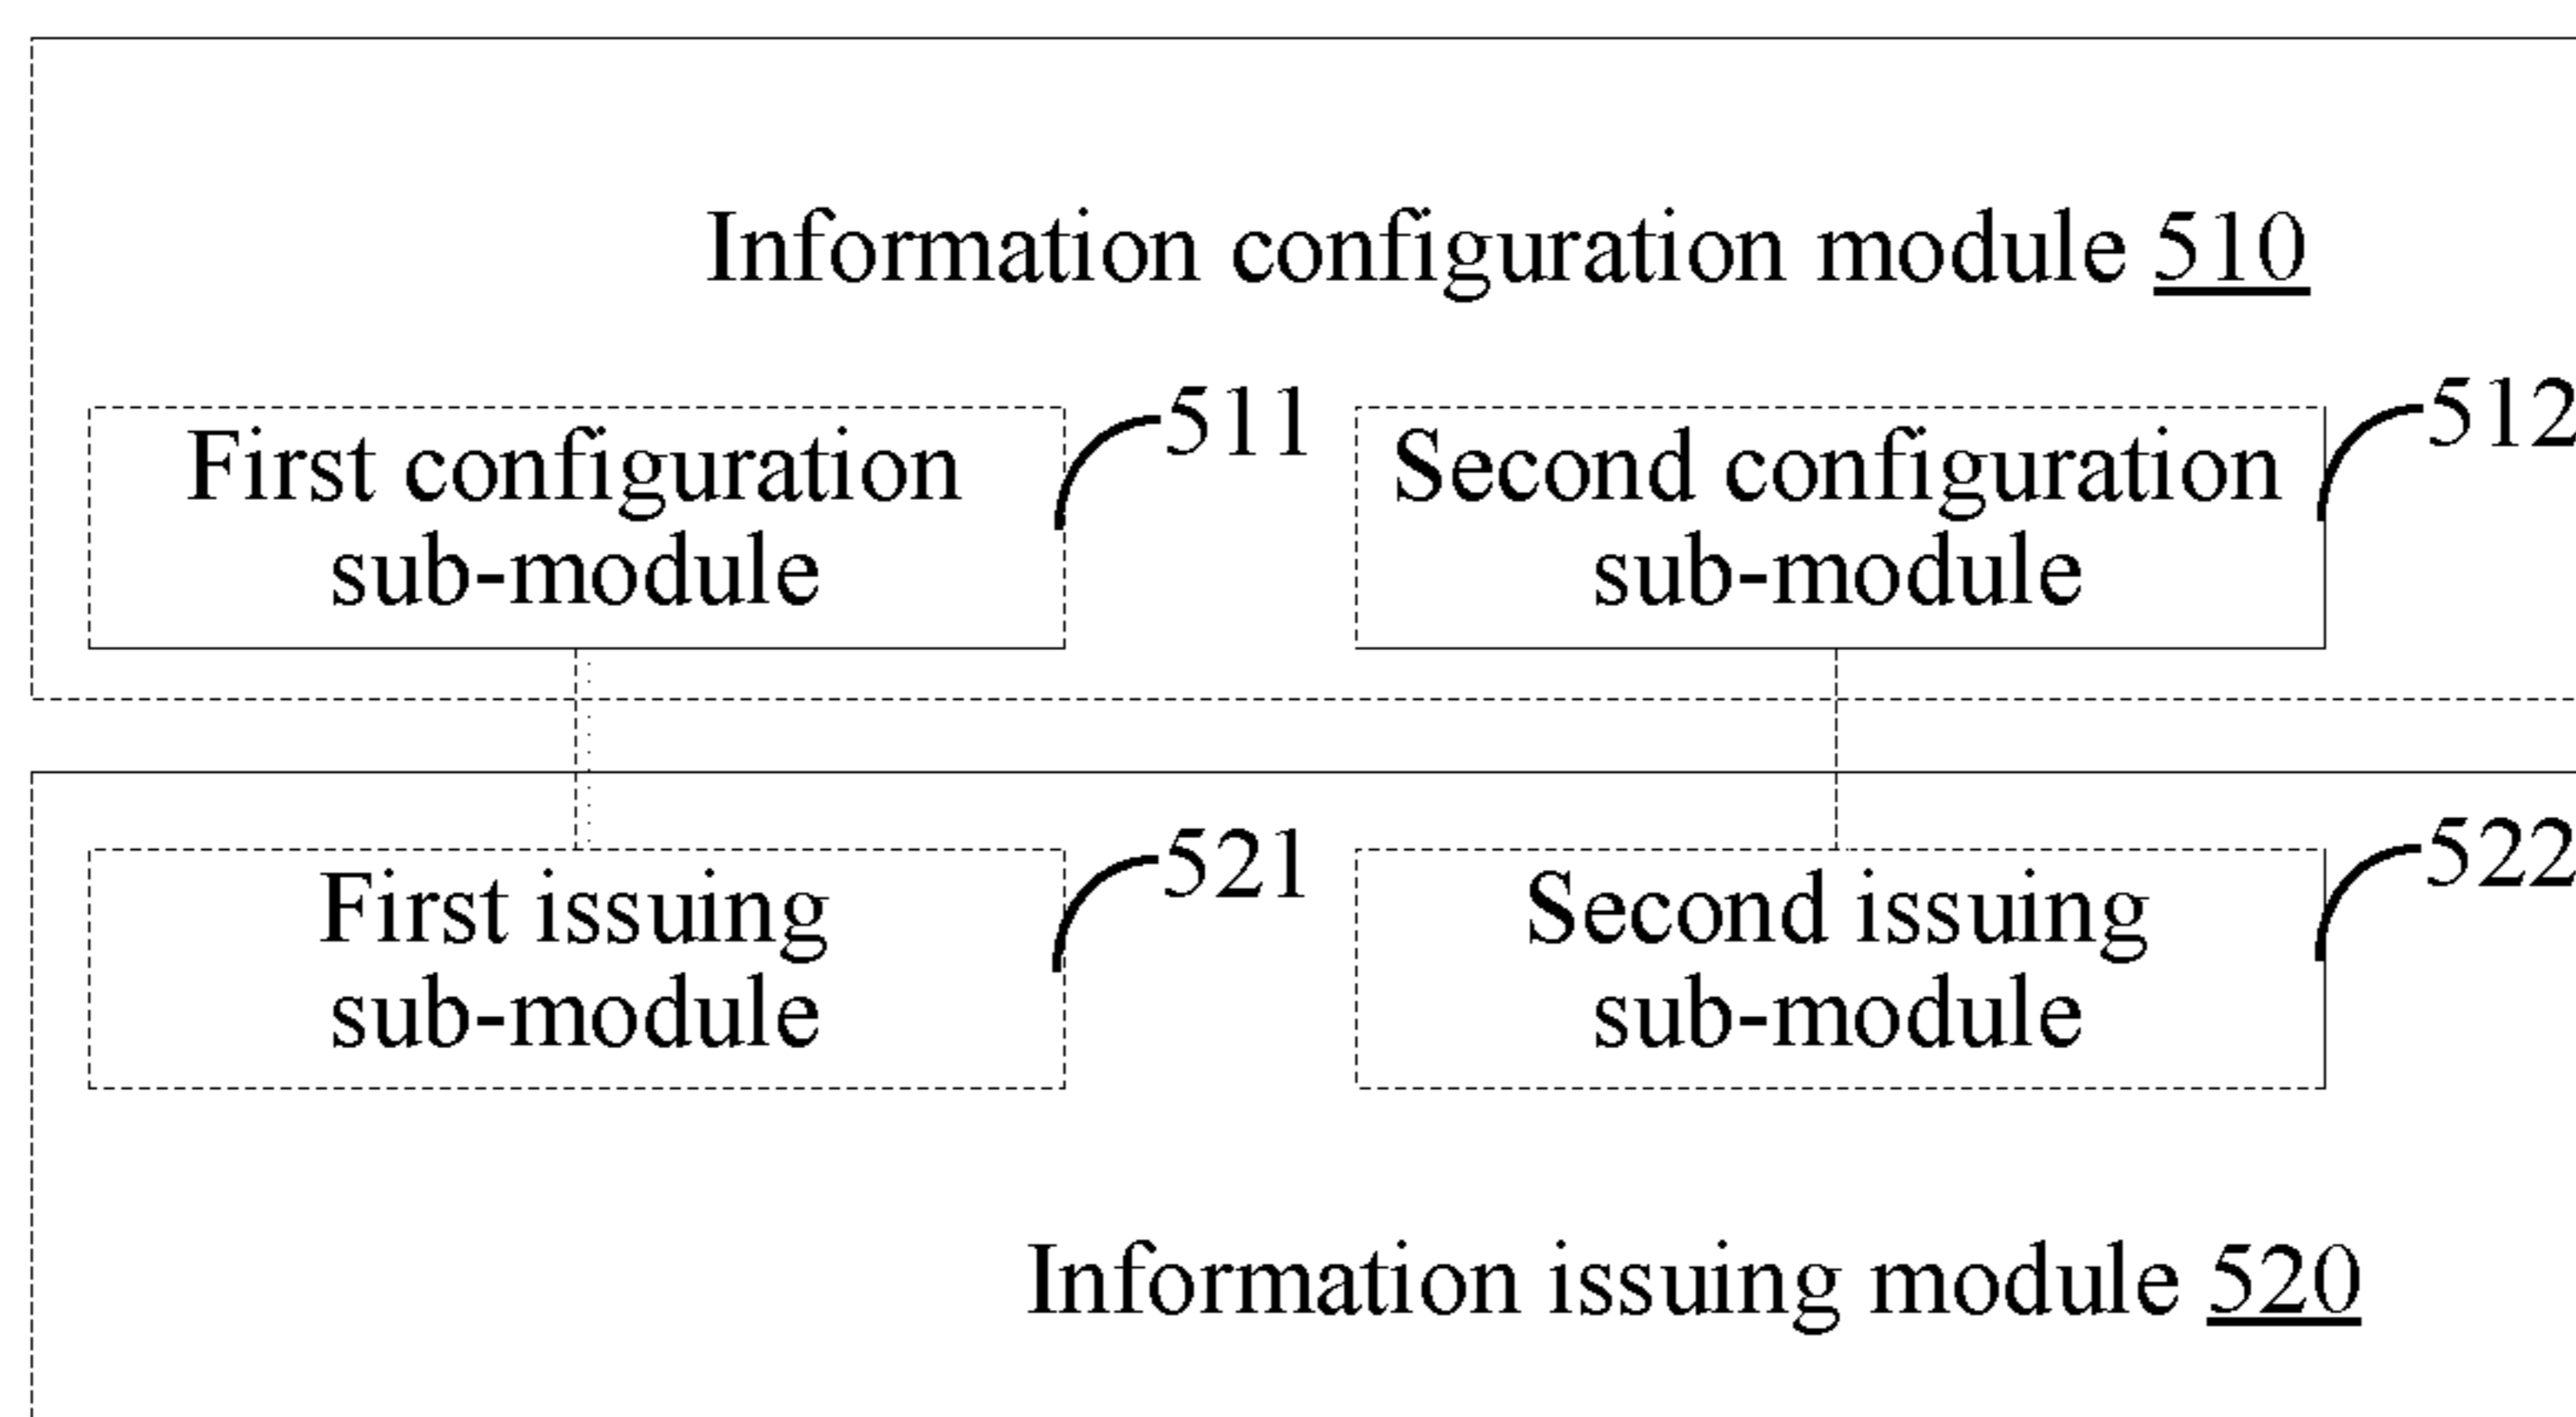 Information configuration module 510
511
512
First configuration
sub-module
Second configuration
sub-module
521
522
First issuing
sub-module
Second issuing
sub-module
Information issuing module 520